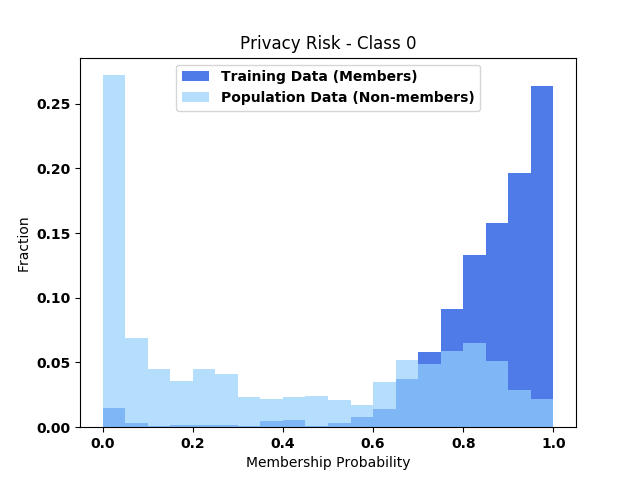 Privacy Risk - Class 0
Training Data (Members)
Population Data (Non-members)
Fraction
0.25
0.20
0.15
0.10
0.05
0.00
0.0 0.2 0.4 0.6 0.8 1.0
Membership Probability